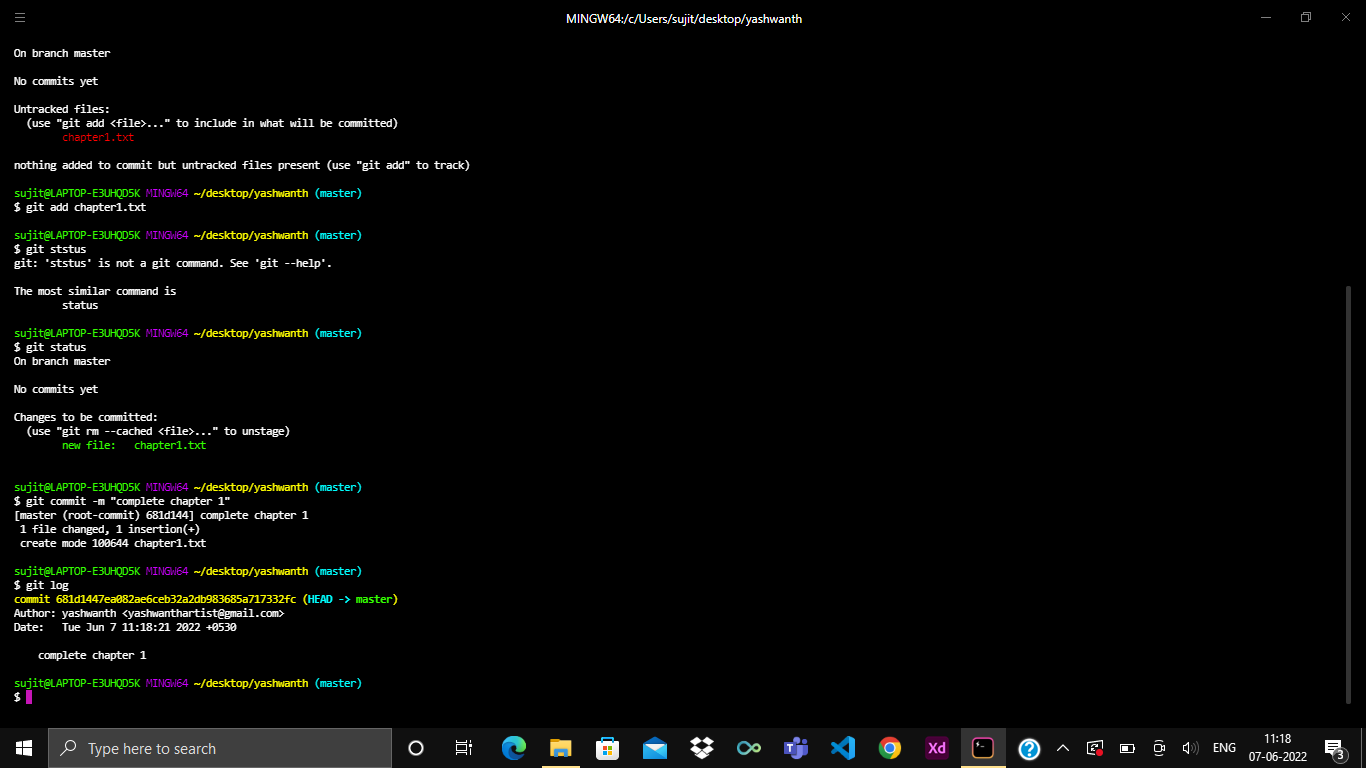 MINGW64:/c/Users/sujit/desktop/yashwanth
On branch master
No commits yet
Untracked files:
(use "git add <file>..." to include in what will be committed)
chapter1.txt
nothing added to commit but untracked files present (use "git add" to track)
sujit@LAPTOP-E3UHQD5K MINGW64 ~/desktop/yashwanth (master)
$ git add chapter1.txt
sujit@LAPTOP-E3UHQD5K MINGW64 ~/desktop/yashwanth (master)
$ git ststus
git: 'ststus' is not a git command. See 'git --help'.
The most similar command is
status
sujit@LAPTOP-E3UHQD5K MINGW64 ~/desktop/yashwanth (master)
$ git status
On branch master
No commits yet
Changes to be committed:
(use "git rm --cached <file>..." to unstage)
new file:   chapter1.txt
sujit@LAPTOP-E3UHQD5K MINGW64 ~/desktop/yashwanth (master)
$ git commit -m "complete chapter 1"
[master (root-commit) 681d144] complete chapter 1
1 file changed, 1 insertion(+)
create mode 100644 chapter1.txt
sujit@LAPTOP-E3UHQD5K MINGW64 ~/desktop/yashwanth (master)
$ git log
commit 681d1447ea082ae6ceb32a2db983685a717332fc (HEAD -> master)
Author: yashwanth <yashwanthartist@gmail.com>
Date:   Tue Jun 7 11:18:21 2022 +0530
complete chapter 1
sujit@LAPTOP-E3UHQD5K MINGW64 ~/desktop/yashwanth (master)
$
Type here to search
Xd
ENG
11:18
07-06-2022
3